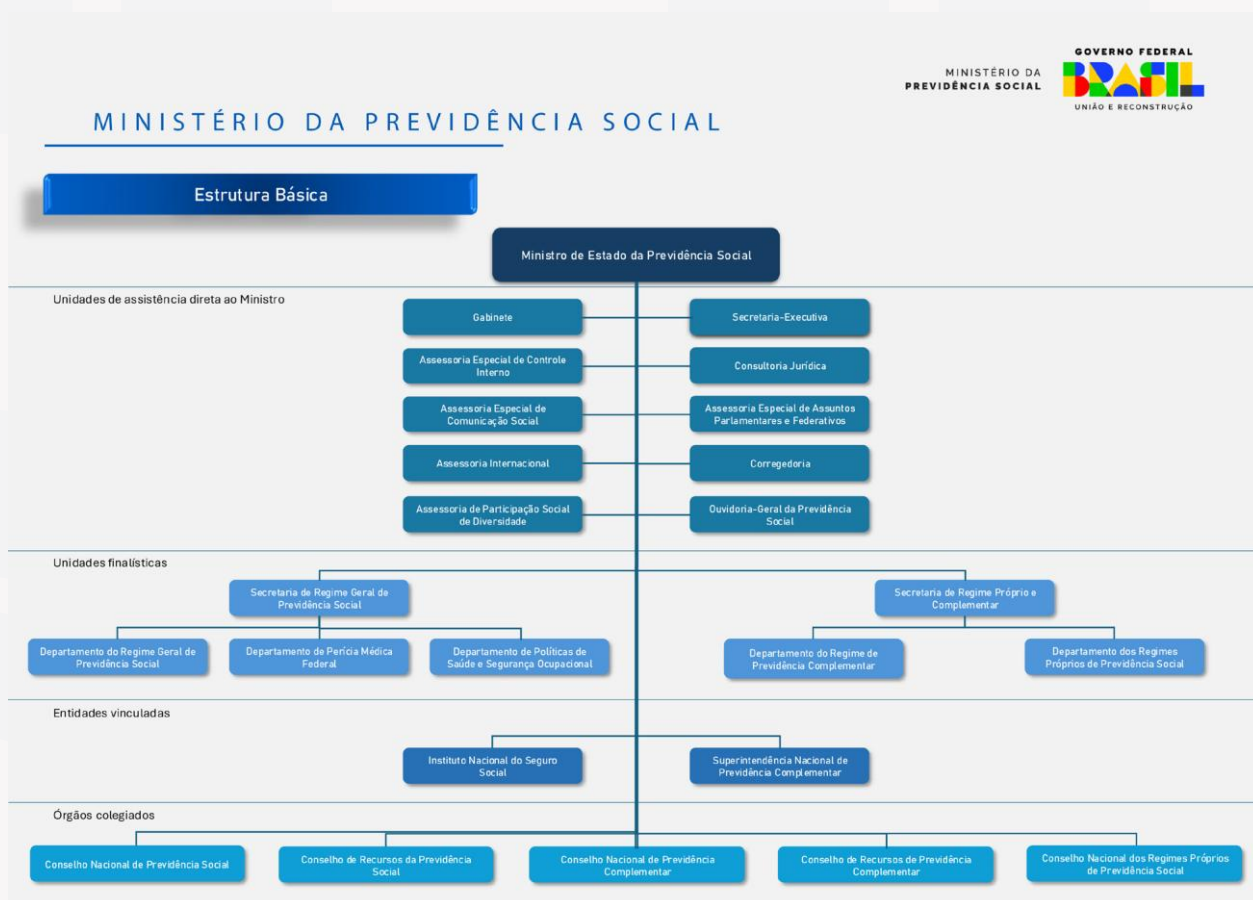 GOVERNO FEDERAL
MINISTÉRIO DA
PREVIDÊNCIA SOCIAL
BRASIL
UNIÃO E RECONSTRUÇÃO
MINISTÉRIO DA PREVIDÊNCIA SOCIAL
Estrutura Básica
Ministro de Estado da Previdência Social
Unidades de assistência direta ao Ministro
Gabinete
Secretaria-Executiva
Assessoria Especial de Controle
Interno
Consultoria Jurídica
Assessoria Especial de
Comunicação Social
Assessoria Especial de Assuntos
Parlamentares e Federativos
Assessoria Internacional
Corregedoria
Assessoria de Participação Social
de Diversidade
Ouvidoria-Geral da Previdência
Social
Unidades finalísticas
Secretaria de Regime Geral de
Previdência Social
Secretaria de Regime Próprio e
Complementar
Departamento do Regime Geral de
Previdência Social
Departamento de Perícia Médica
Federal
Departamento de Políticas de
Saúde e Segurança Ocupacional
Departamento do Regime de
Previdência Complementar
Departamento dos Regimes
Próprios de Previdência Social
Entidades vinculadas
Instituto Nacional do Seguro
Social
Superintendência Nacional de
Previdência Complementar
Órgãos colegiados
Conselho Nacional de Previdência Social
Conselho de Recursos da Previdência
Social
Conselho Nacional de Previdência
Complementar
Conselho de Recursos de Previdência
Complementar
Conselho Nacional dos Regimes Próprios
de Previdência Social